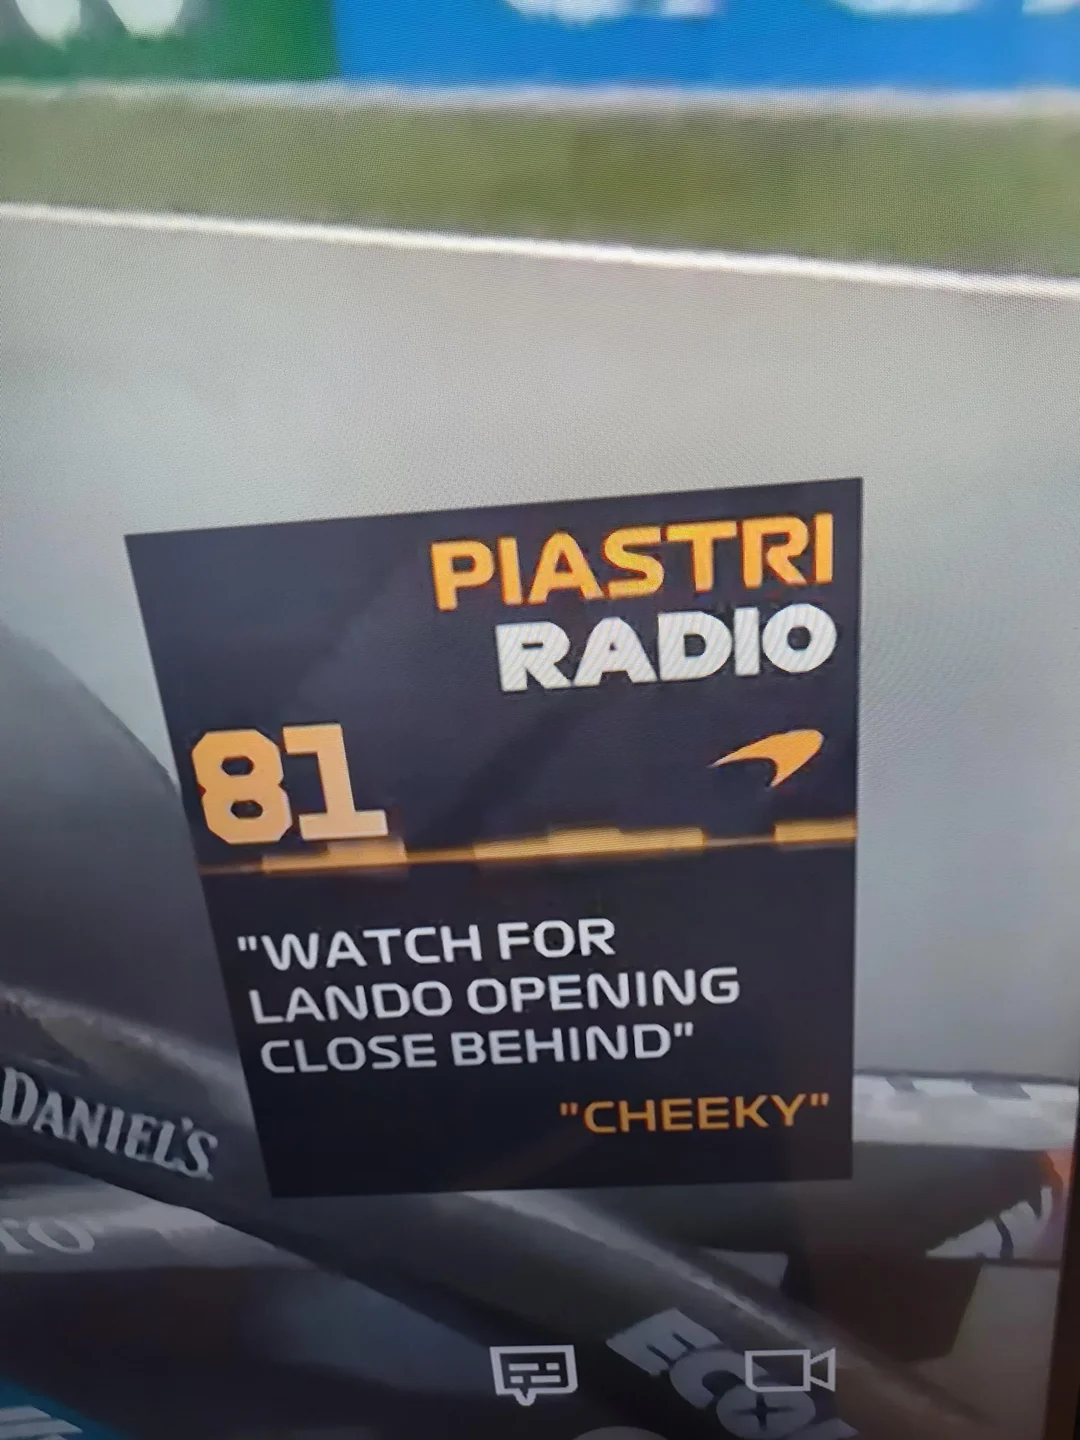 PIASTRI
RADIO
81
"WATCH FOR
LANDO OPENING
CLOSE BEHIND"
"CHEEKY"
DANIEL'S